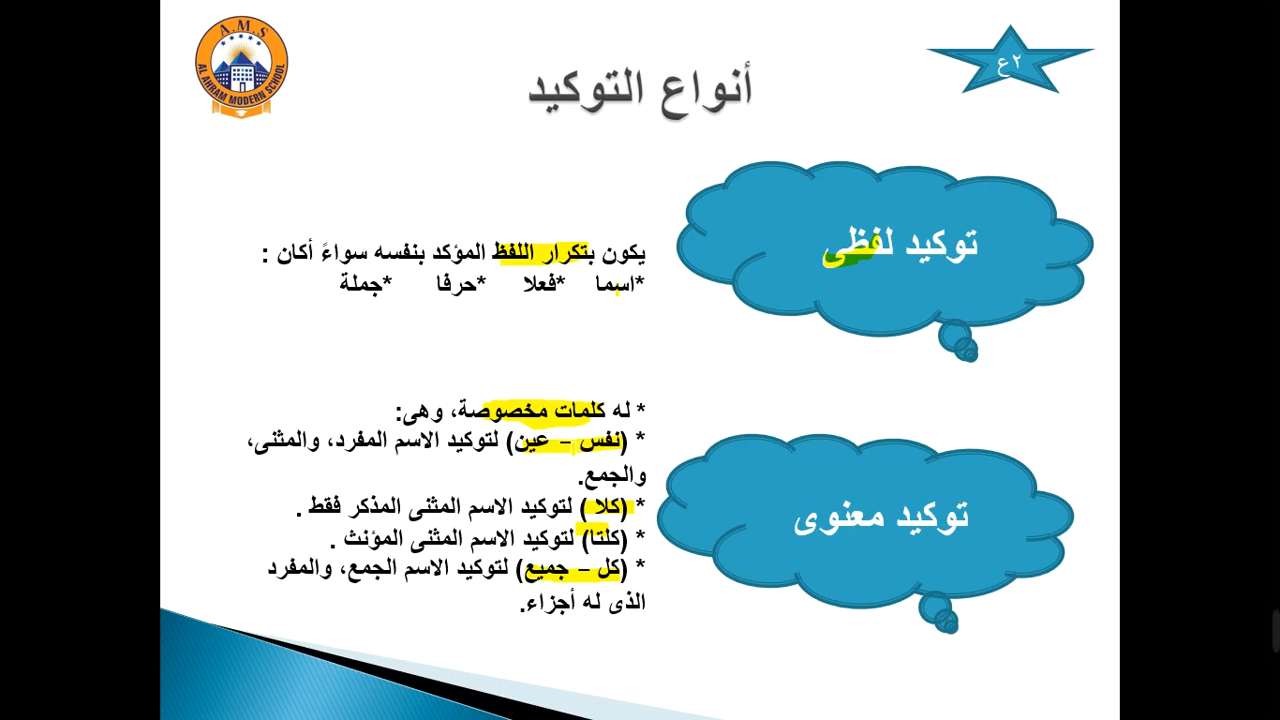 A.M.S
AL AHRAM MODERN SCHOOL
٢ع
أنواع التوكيد
توكيد لفظى
يكون بتكرار اللفظ المؤكد بنفسه سواءً أكان :
*اسما *فعلا *حرفا *جملة
توكيد معنوى
* له كلمات مخصوصة، وهى:
* (نفس – عين) لتوكيد الاسم المفرد، والمثنى،
والجمع.
* (كلا ) لتوكيد الاسم المثنى المذكر فقط .
* (كلتا) لتوكيد الاسم المثنى المؤنث .
* (كل – جميع) لتوكيد الاسم الجمع، والمفرد
الذى له أجزاء.